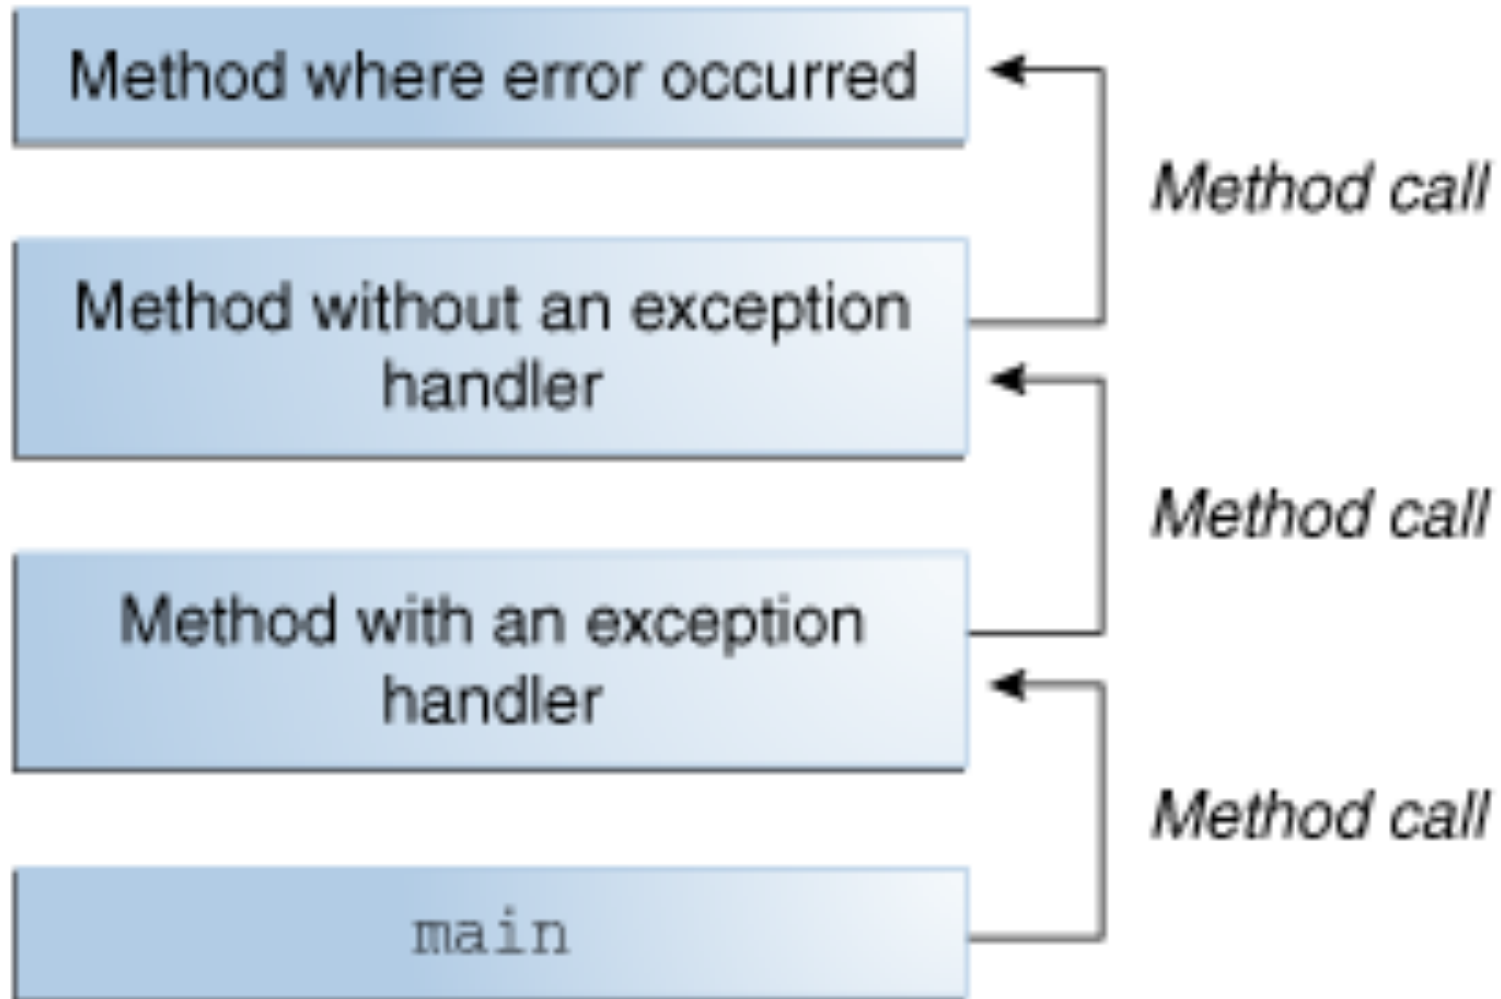 Method where error occurred
Method call
Method without an exception
handler
Method call
Method with an exception
handler
Method call
main